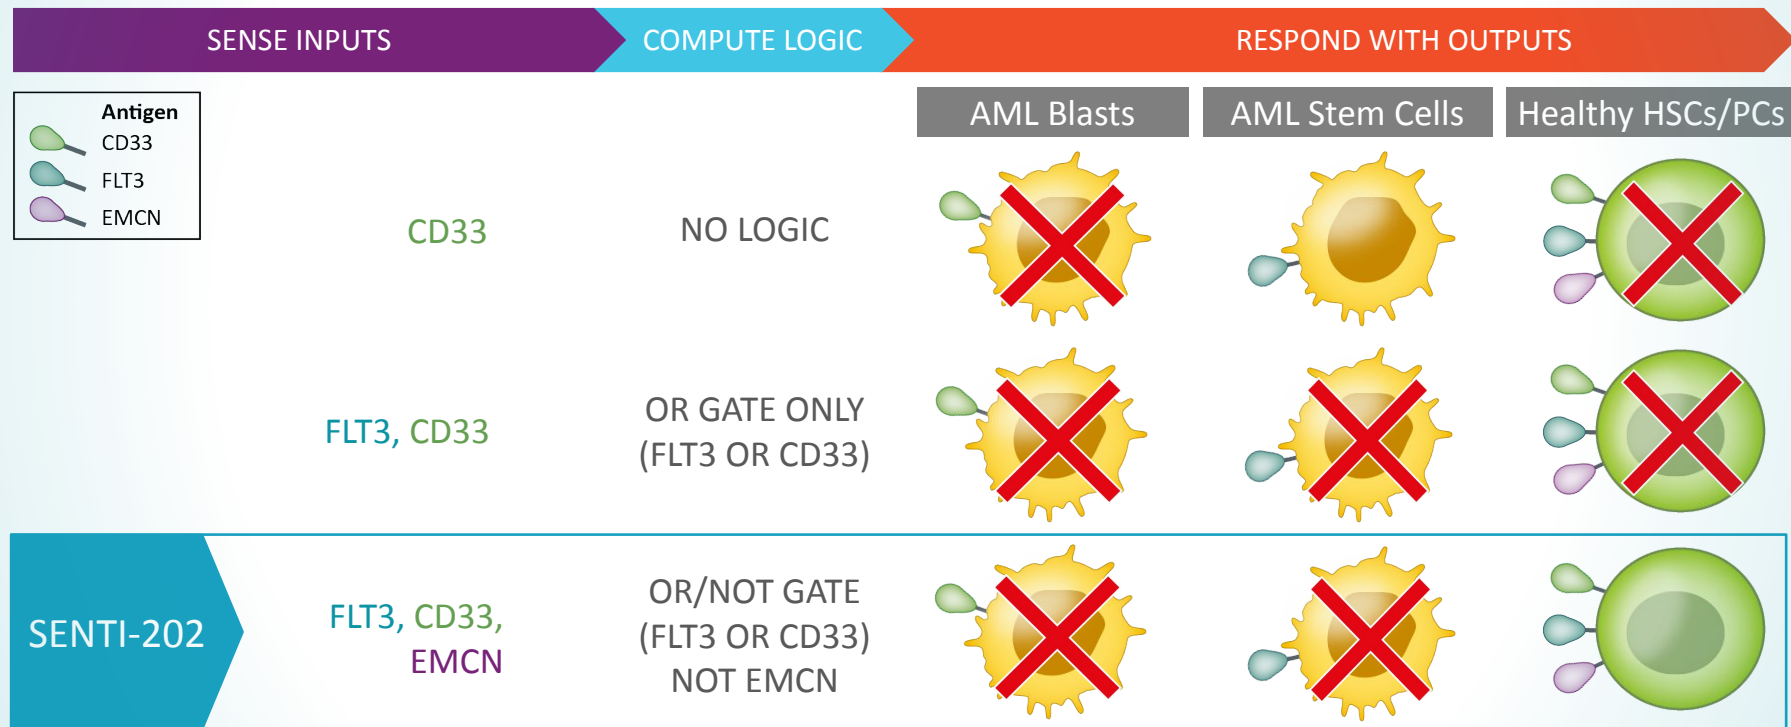 SENSE INPUTS
COMPUTE LOGIC
RESPOND WITH OUTPUTS
Antigen
CD33
FLT3
EMCN
AML Blasts
AML Stem Cells
Healthy HSCs/PCs
CD33
NO LOGIC
FLT3, CD33
OR GATE ONLY
(FLT3 OR CD33)
SENTI-202
FLT3, CD33,
EMCN
OR/NOT GATE
(FLT3 OR CD33)
NOT EMCN